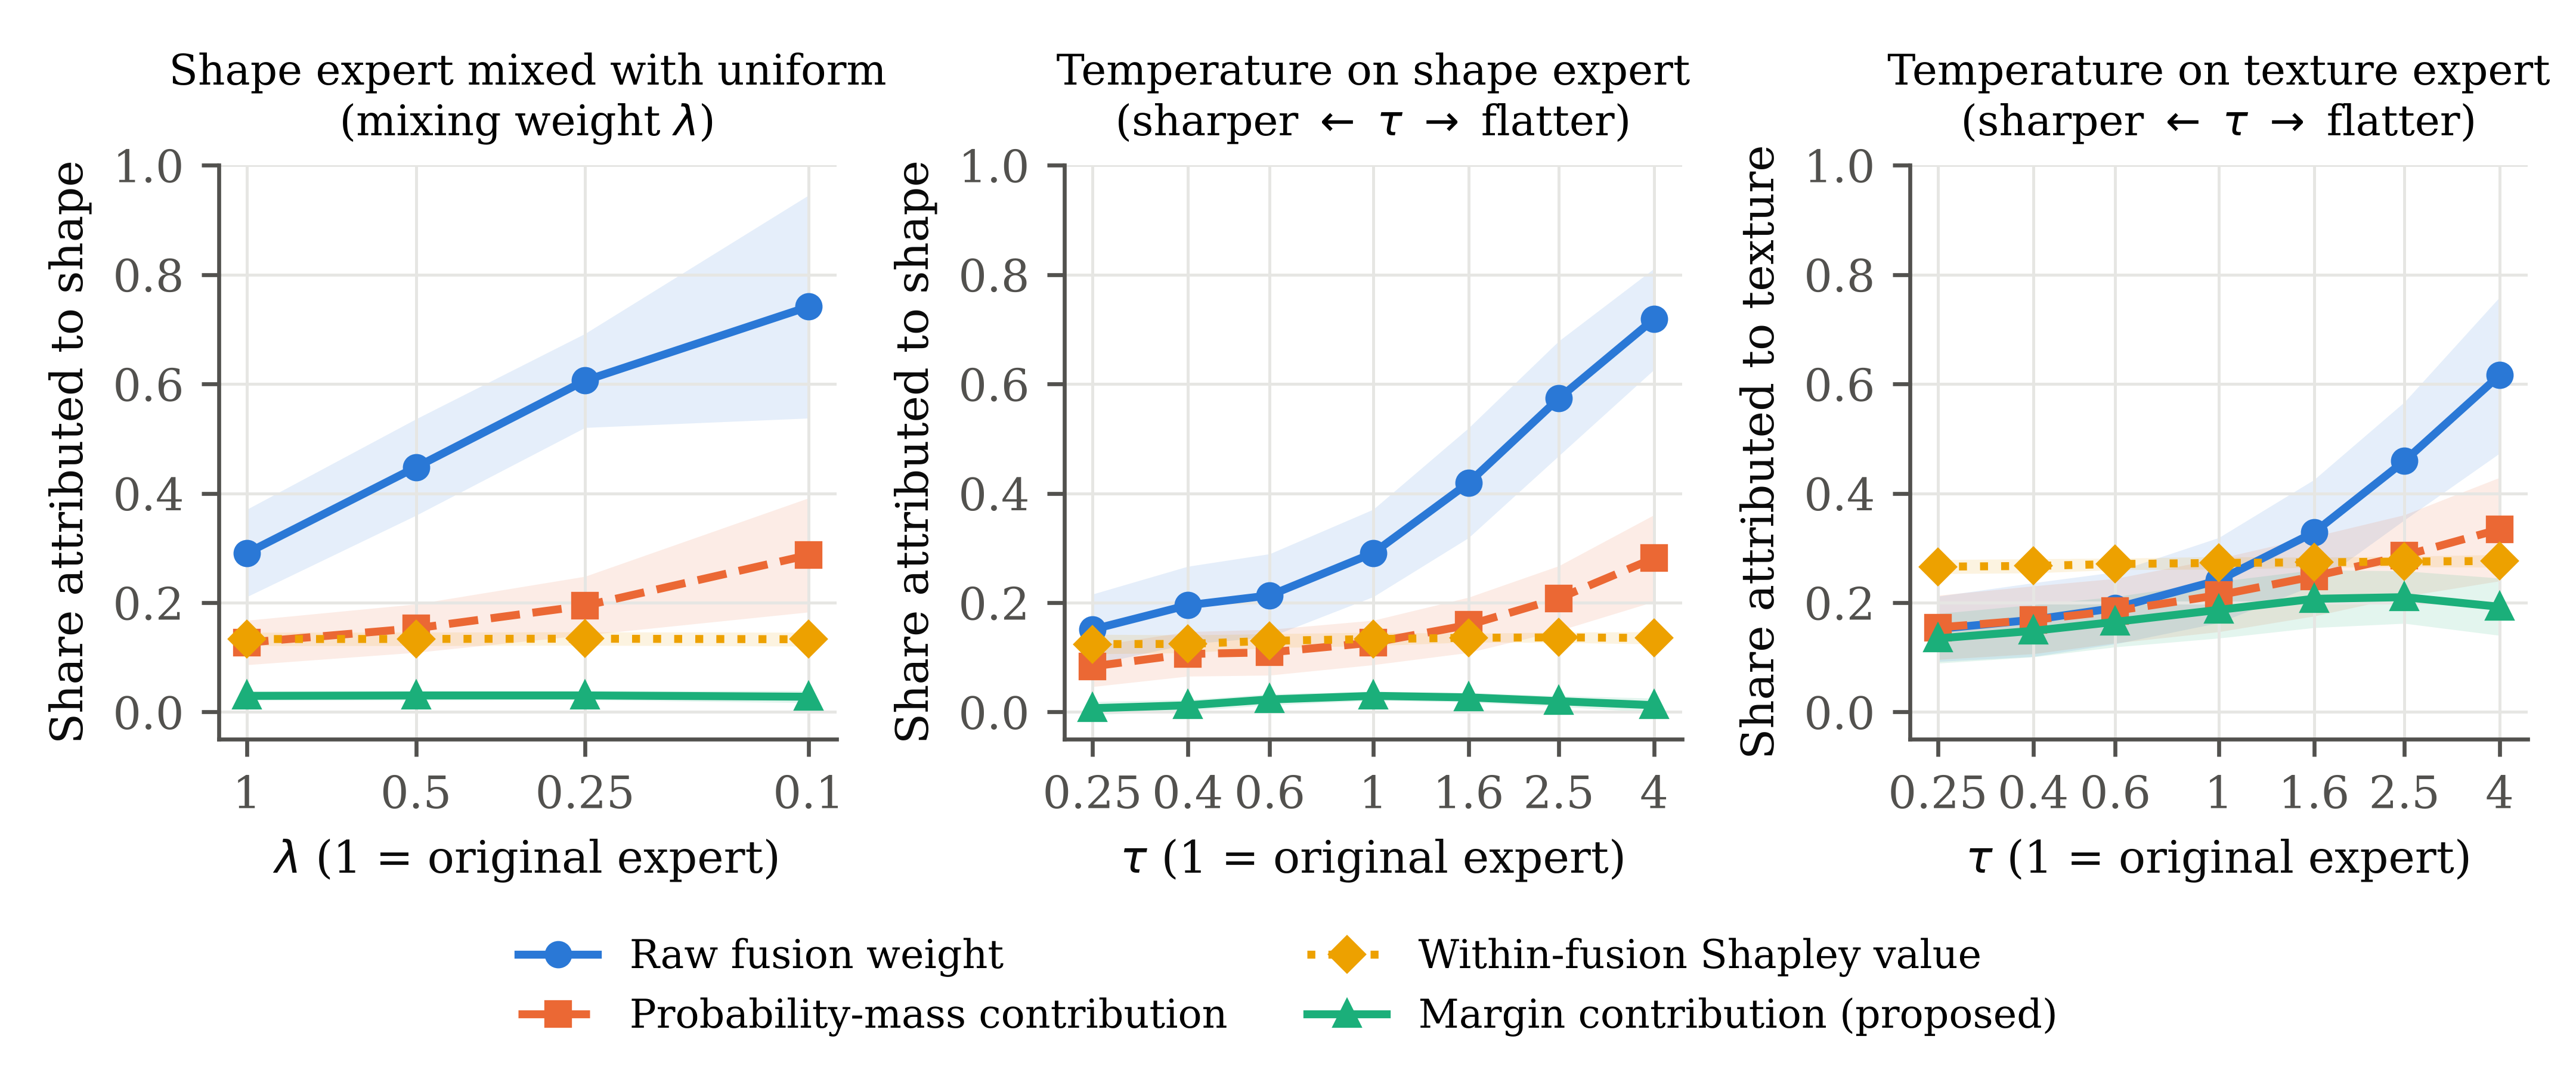 Shape expert mixed with uniform
(mixing weight λ)
Share attributed to shape
1.0
0.8
0.6
0.4
0.2
0.0
1 0.5 0.25 0.1
λ (1 = original expert)
Temperature on shape expert
(sharper ← τ → flatter)
Share attributed to shape
1.0
0.8
0.6
0.4
0.2
0.0
0.25 0.4 0.6 1 1.6 2.5 4
τ (1 = original expert)
Temperature on texture expert
(sharper ← τ → flatter)
Share attributed to texture
1.0
0.8
0.6
0.4
0.2
0.0
0.25 0.4 0.6 1 1.6 2.5 4
τ (1 = original expert)
Raw fusion weight
Probability-mass contribution
Within-fusion Shapley value
Margin contribution (proposed)